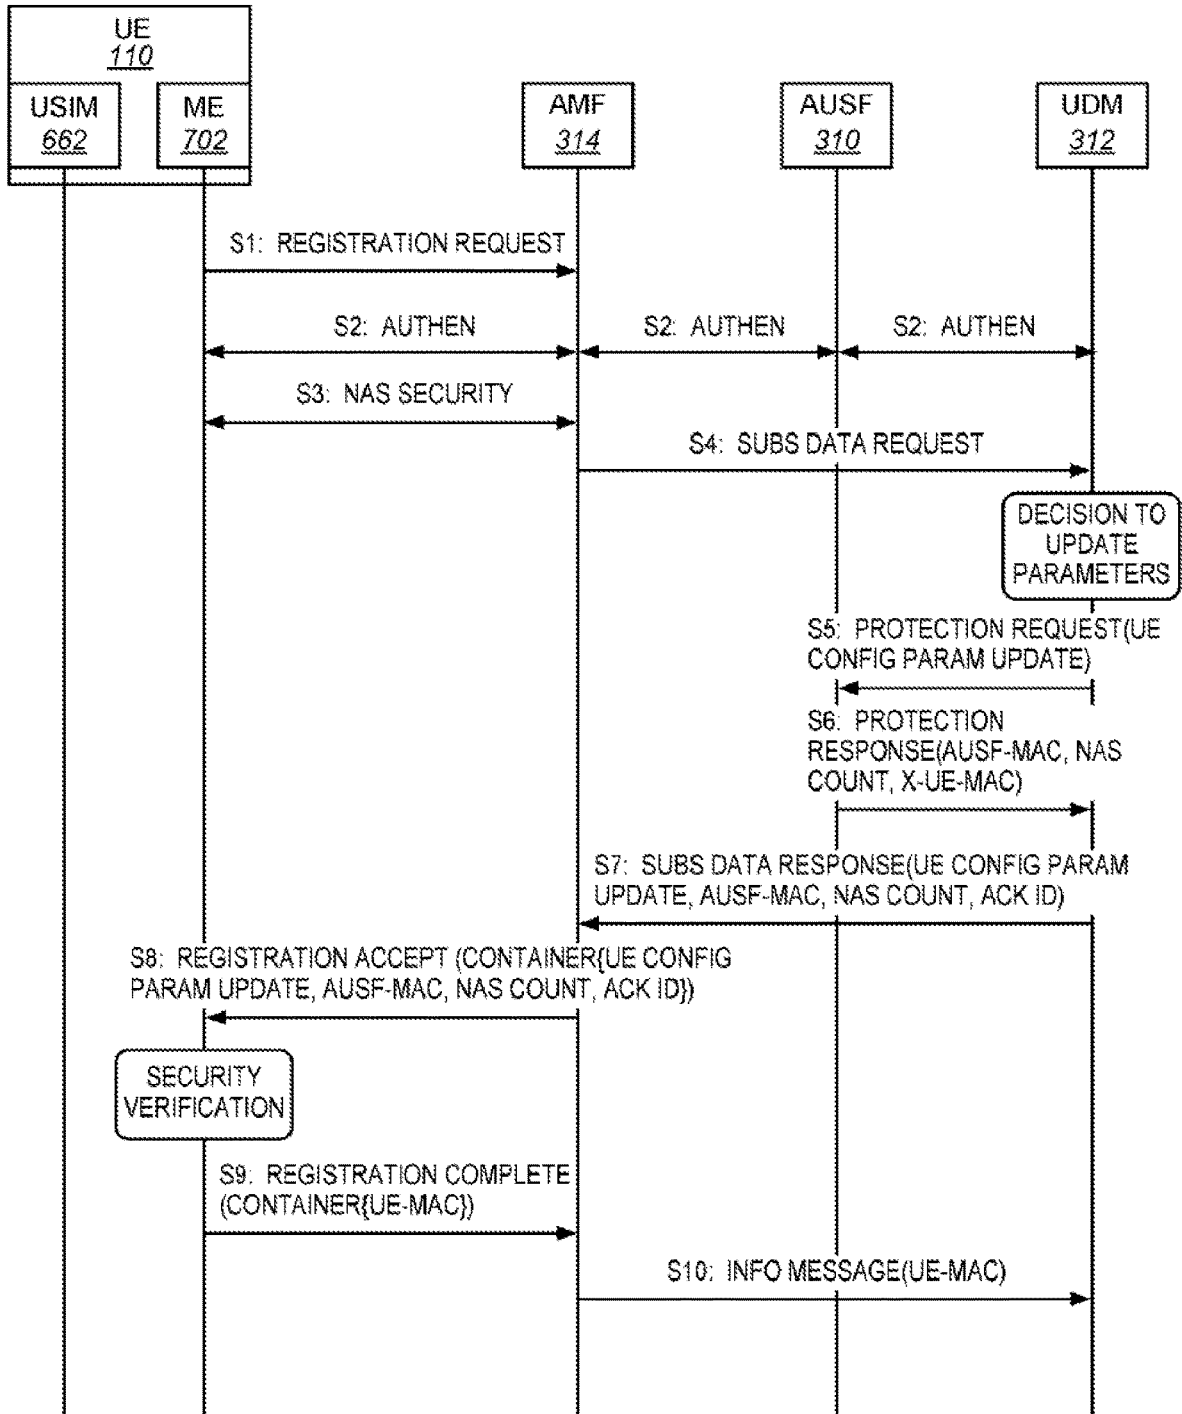 UE
110
USIM
662
ME
702
AMF
314
AUSF
310
UDM
312
S1: REGISTRATION REQUEST
S2: AUTHEN
S2: AUTHEN
S2: AUTHEN
S3: NAS SECURITY
S4: SUBS DATA REQUEST
DECISION TO
UPDATE
PARAMETERS
S5: PROTECTION REQUEST(UE
CONFIG PARAM UPDATE)
S6: PROTECTION
RESPONSE(AUSF-MAC, NAS
COUNT, X-UE-MAC)
S7: SUBS DATA RESPONSE(UE CONFIG PARAM
UPDATE, AUSF-MAC, NAS COUNT, ACK ID)
S8: REGISTRATION ACCEPT (CONTAINER{UE CONFIG
PARAM UPDATE, AUSF-MAC, NAS COUNT, ACK ID})
SECURITY
VERIFICATION
S9: REGISTRATION COMPLETE
(CONTAINER{UE-MAC})
S10: INFO MESSAGE(UE-MAC)